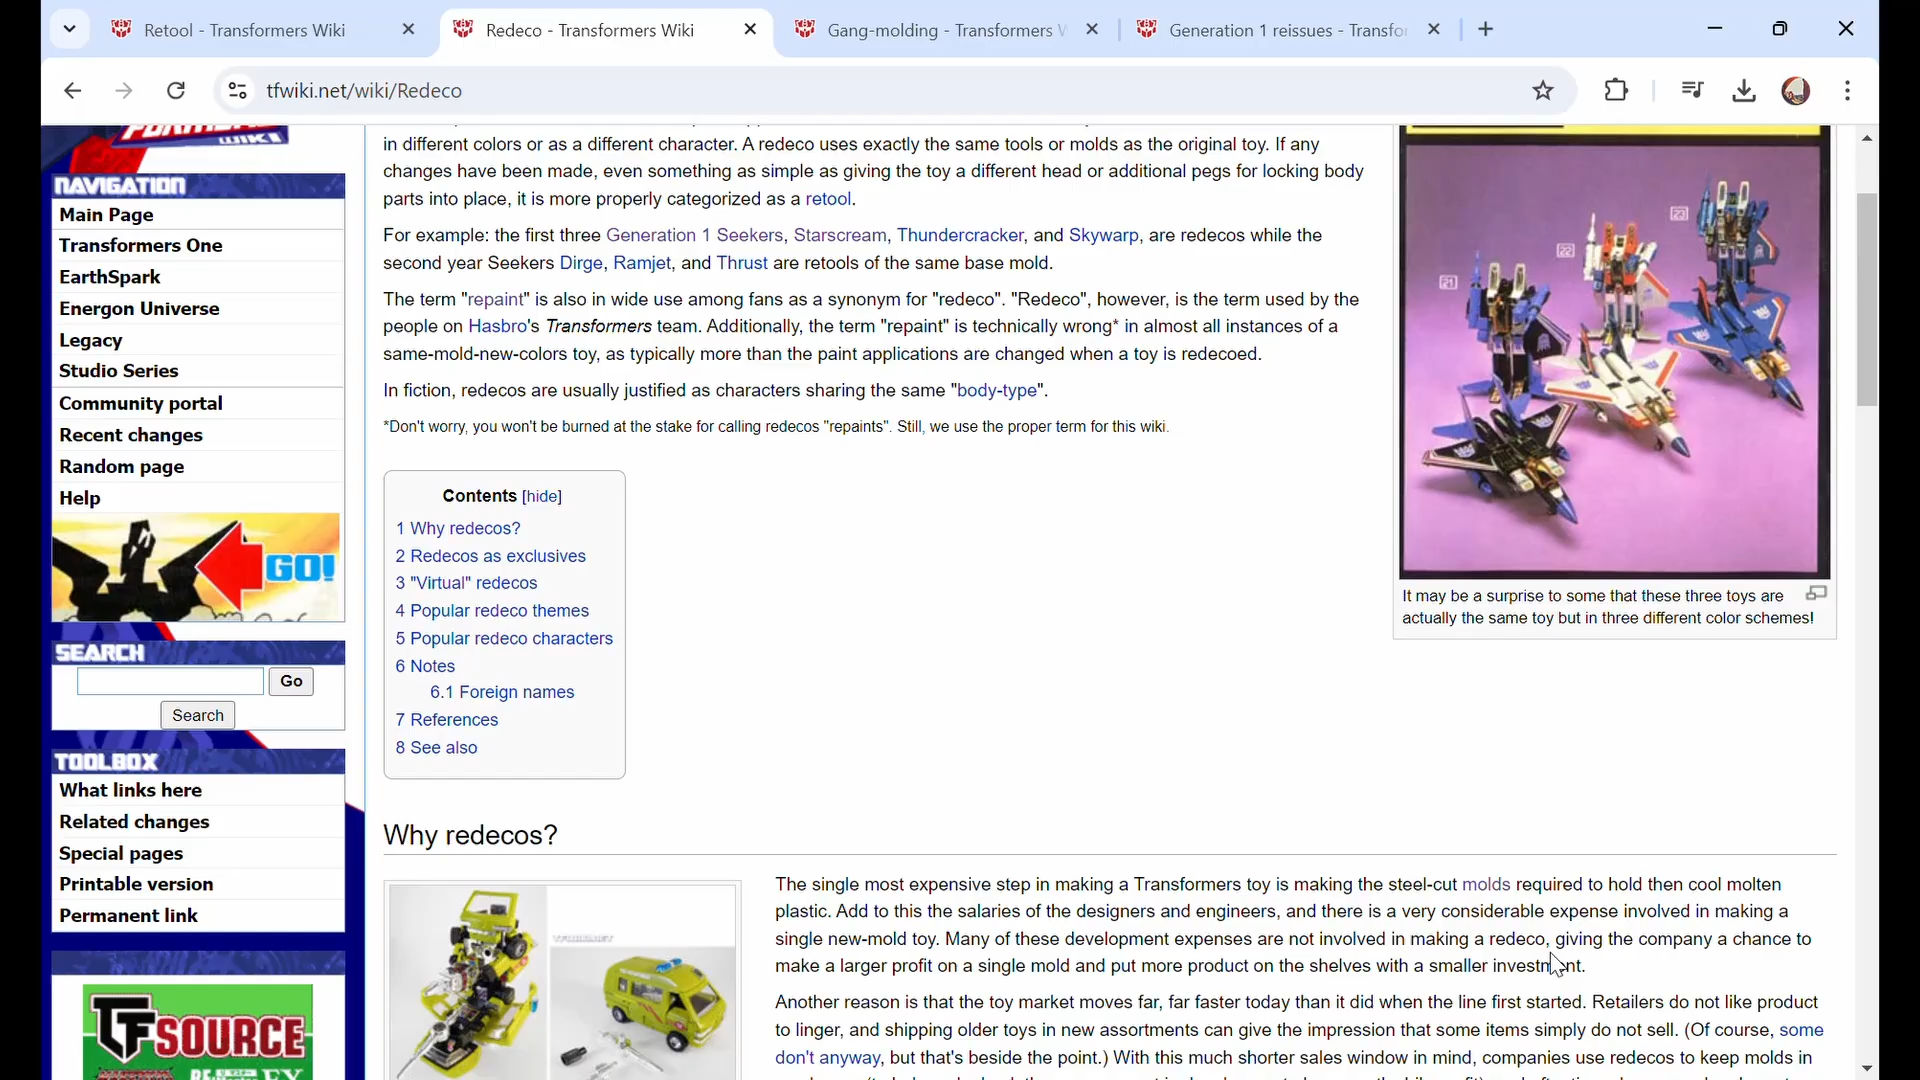 Retool - Transformers Wiki
Redeco - Transformers Wiki
Gang-molding - Transformers W
Generation 1 reissues - Transfor
tfwiki.net/wiki/Redeco
WIKI
NAVIGATION
Main Page
Transformers One
EarthSpark
Energon Universe
Legacy
Studio Series
Community portal
Recent changes
Random page
Help
GO!
SEARCH
Go
Search
TOOLBOX
What links here
Related changes
Special pages
Printable version
Permanent link
TFSOURCE
in different colors or as a different character. A redeco uses exactly the same tools or molds as the original toy. If any
changes have been made, even something as simple as giving the toy a different head or additional pegs for locking body
parts into place, it is more properly categorized as a retool.
For example: the first three Generation 1 Seekers, Starscream, Thundercracker, and Skywarp, are redecos while the
second year Seekers Dirge, Ramjet, and Thrust are retools of the same base mold.
The term "repaint" is also in wide use among fans as a synonym for "redeco". "Redeco", however, is the term used by the
people on Hasbro's Transformers team. Additionally, the term "repaint" is technically wrong* in almost all instances of a
same-mold-new-colors toy, as typically more than the paint applications are changed when a toy is redecoed.
In fiction, redecos are usually justified as characters sharing the same "body-type".
*Don't worry, you won't be burned at the stake for calling redecos "repaints". Still, we use the proper term for this wiki.
Contents [hide]
1 Why redecos?
2 Redecos as exclusives
3 "Virtual" redecos
4 Popular redeco themes
5 Popular redeco characters
6 Notes
6.1 Foreign names
7 References
8 See also
21
22
23
It may be a surprise to some that these three toys are
actually the same toy but in three different color schemes!
Why redecos?
TFWIKI.NET
The single most expensive step in making a Transformers toy is making the steel-cut molds required to hold then cool molten
plastic. Add to this the salaries of the designers and engineers, and there is a very considerable expense involved in making a
single new-mold toy. Many of these development expenses are not involved in making a redeco, giving the company a chance to
make a larger profit on a single mold and put more product on the shelves with a smaller investment.
Another reason is that the toy market moves far, far faster today than it did when the line first started. Retailers do not like product
to linger, and shipping older toys in new assortments can give the impression that some items simply do not sell. (Of course, some
don't anyway, but that's beside the point.) With this much shorter sales window in mind, companies use redecos to keep molds in